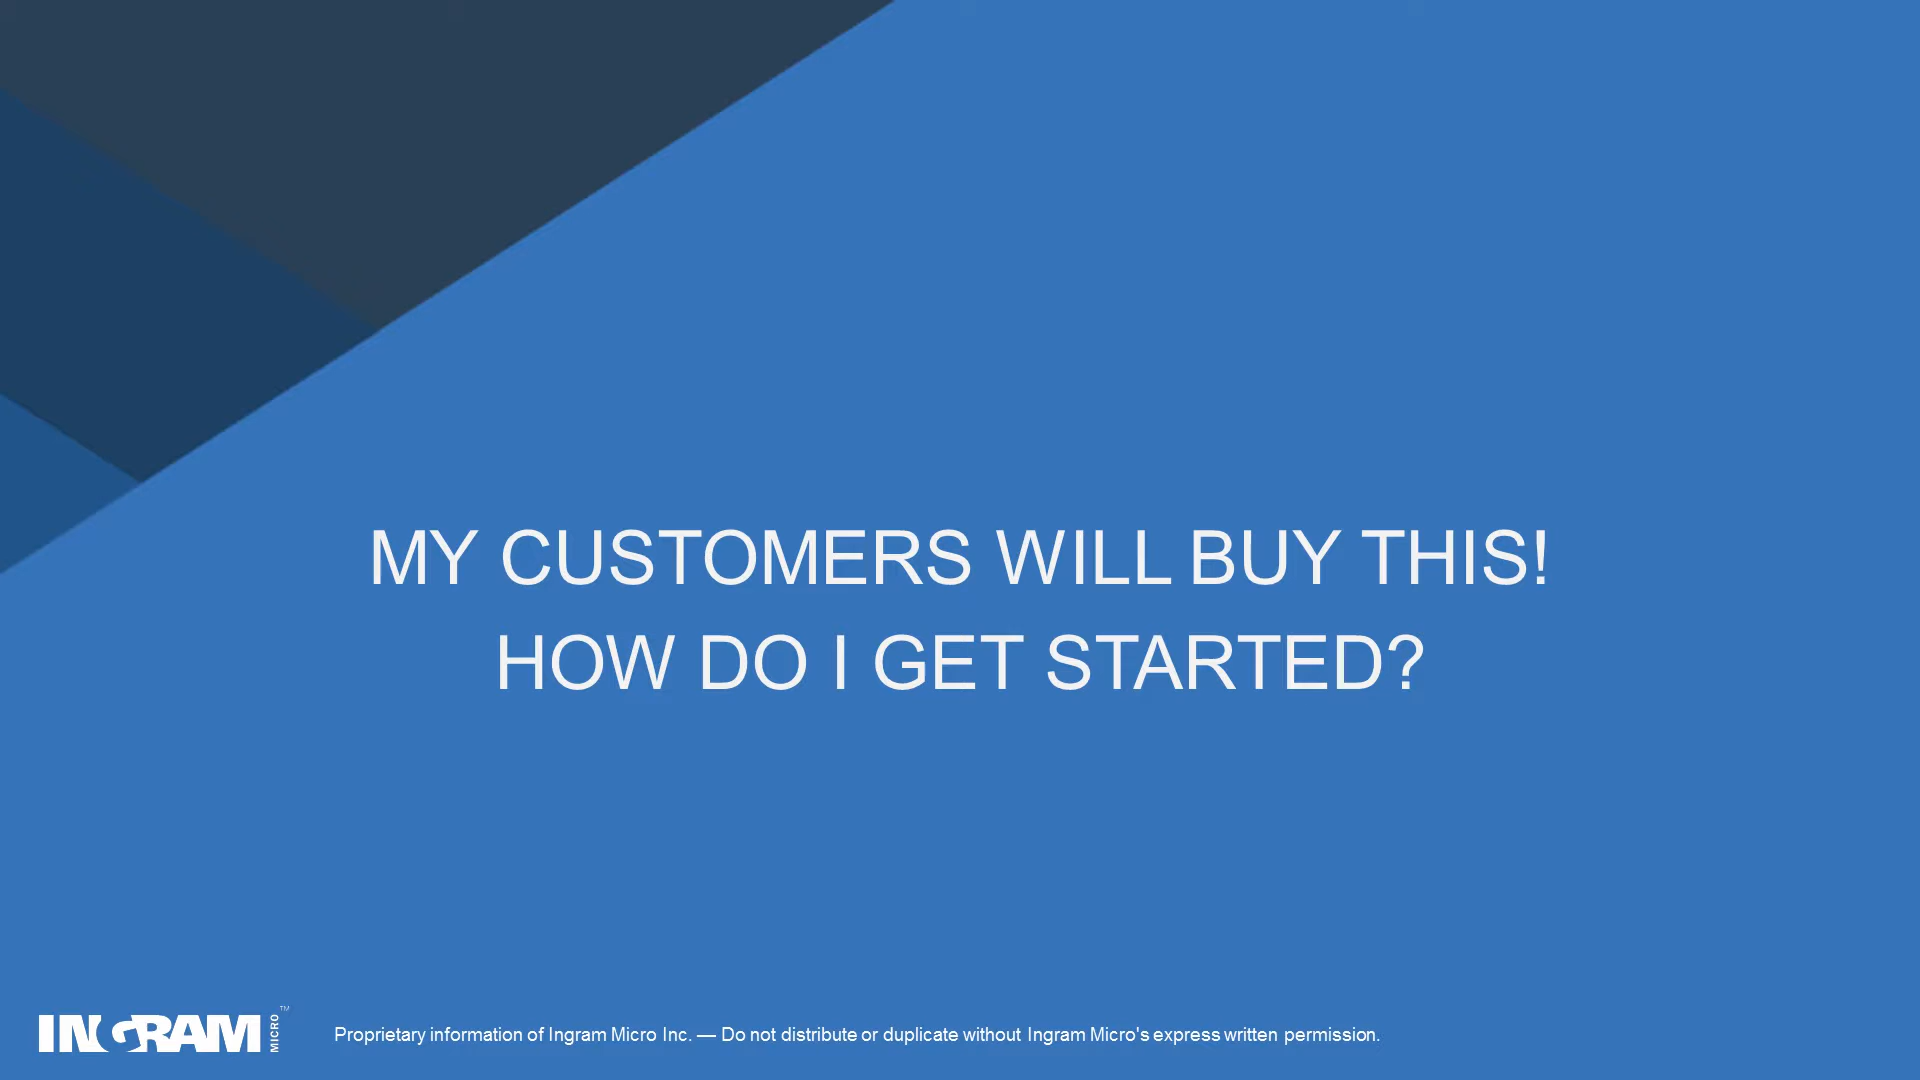 MY CUSTOMERS WILL BUY THIS!
HOW DO I GET STARTED?
INGRAM MICRO ™
Proprietary information of Ingram Micro Inc. — Do not distribute or duplicate without Ingram Micro's express written permission.